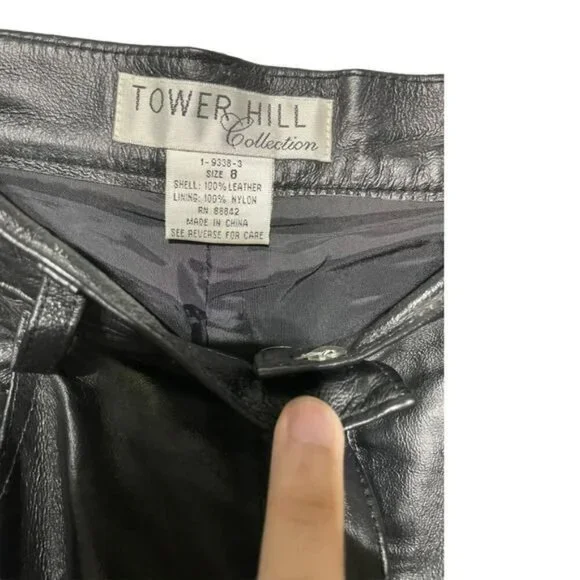 TOWER HILL
Collection
1-9338-3
SIZE 8
SHELL: 100% LEATHER
LINING: 100% NYLON
RN 88842
MADE IN CHINA
SEE REVERSE FOR CARE